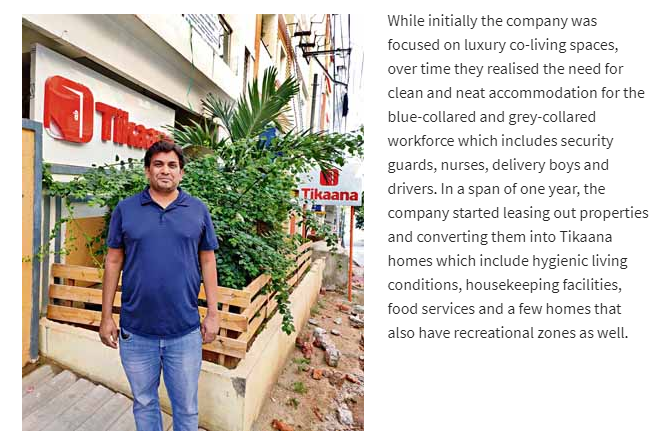 Tikaana
Tikaana
While initially the company was
focused on luxury co-living spaces,
over time they realised the need for
clean and neat accommodation for the
blue-collared and grey-collared
workforce which includes security
guards, nurses, delivery boys and
drivers. In a span of one year, the
company started leasing out properties
and converting them into Tikaana
homes which include hygienic living
conditions, housekeeping facilities,
food services and a few homes that
also have recreational zones as well.